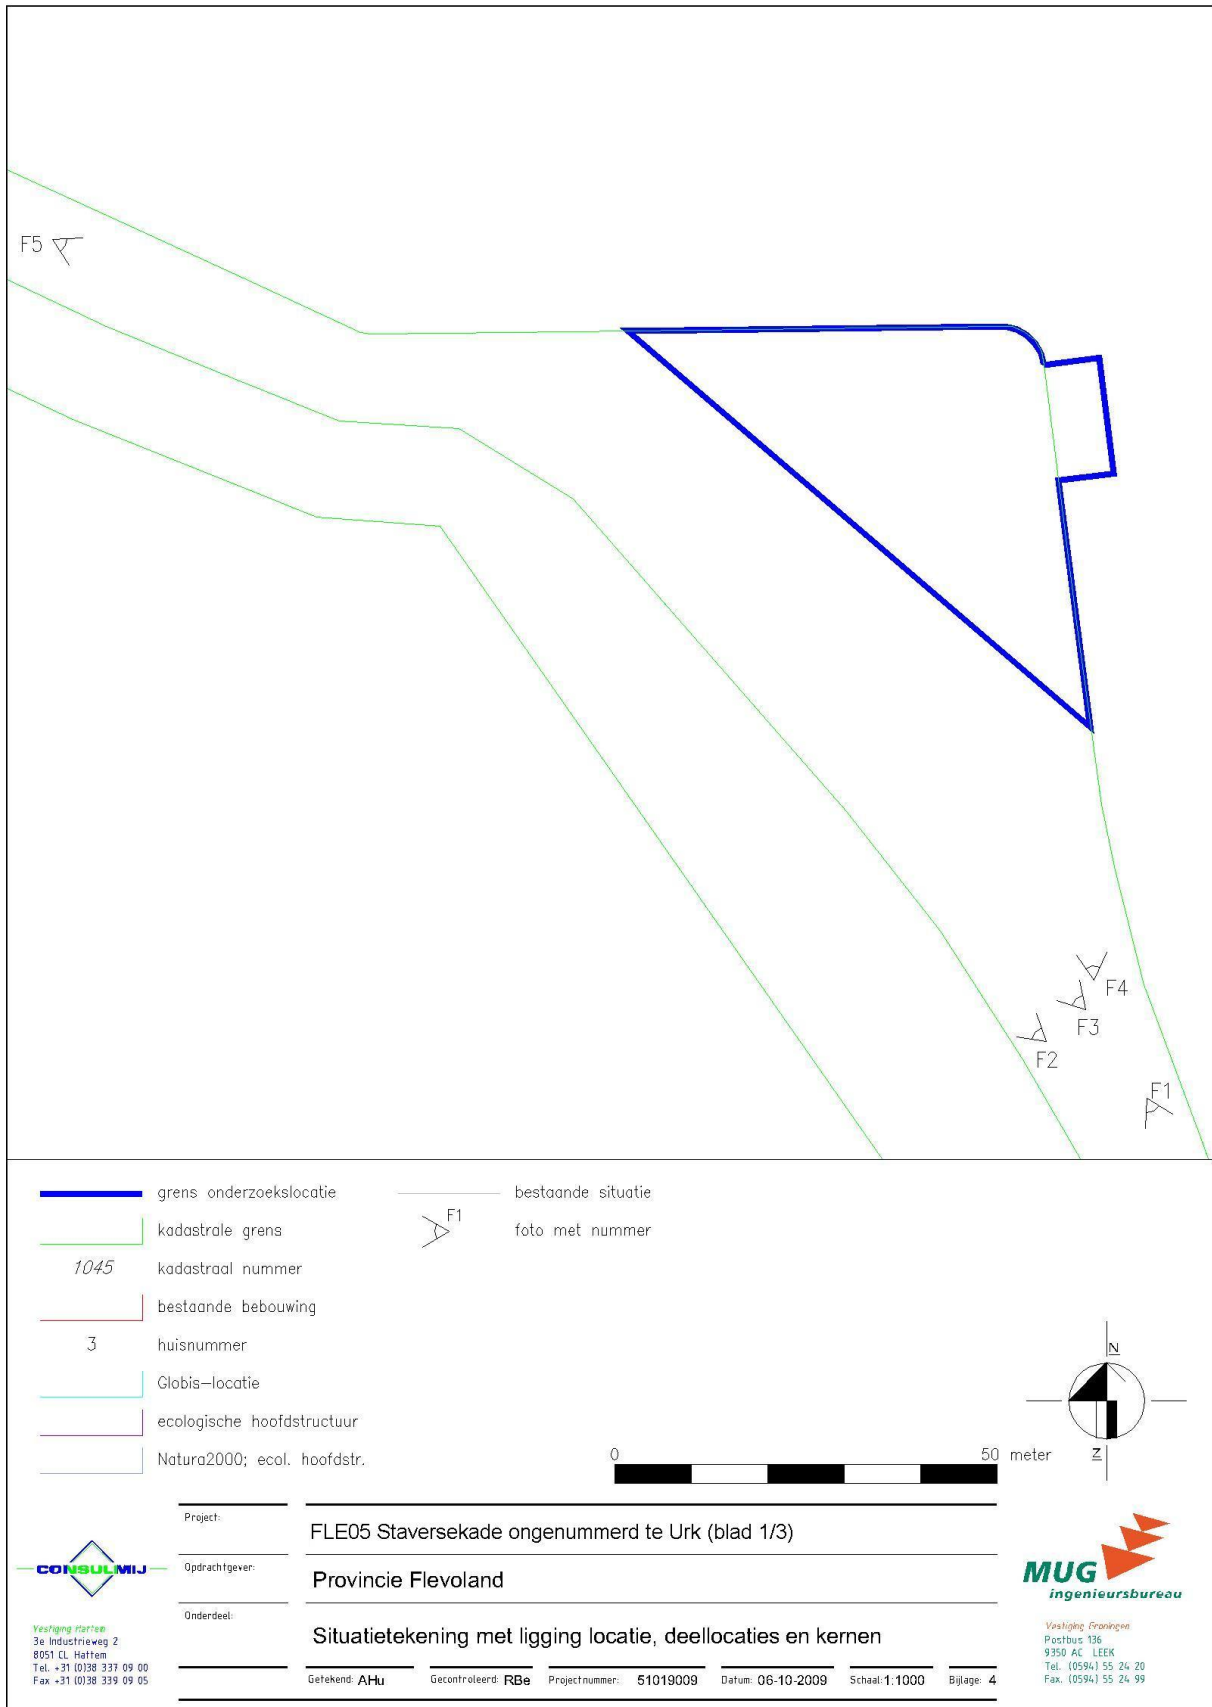 F5
F4
F3
F2
F1
grens onderzoekslocatie
bestaande situatie
kadastrale grens
F1
foto met nummer
1045
kadastraal nummer
bestaande bebouwing
3
huisnummer
Globis-locatie
ecologische hoofdstructuur
Natura2000; ecol. hoofdstr.
N
Z
0
50 meter
Project:
FLE05 Staversekade ongenummerd te Urk (blad 1/3)
Opdrachtgever:
Provincie Flevoland
Onderdeel:
Situatietekening met ligging locatie, deellocaties en kernen
Getekend: AHu
Gecontroleerd: RBe
Projectnummer: 51019009
Datum: 06-10-2009
Schaal: 1:1000
Bijlage: 4
CONSULMIJ
Vestiging Hattem
3e Industrieweg 2
8051 CL Hattem
Tel. +31 (0)38 337 09 00
Fax +31 (0)38 339 09 05
MUG
ingenieursbureau
Vestiging Groningen
Postbus 136
9350 AC LEEK
Tel. (0594) 55 24 20
Fax. (0594) 55 24 99